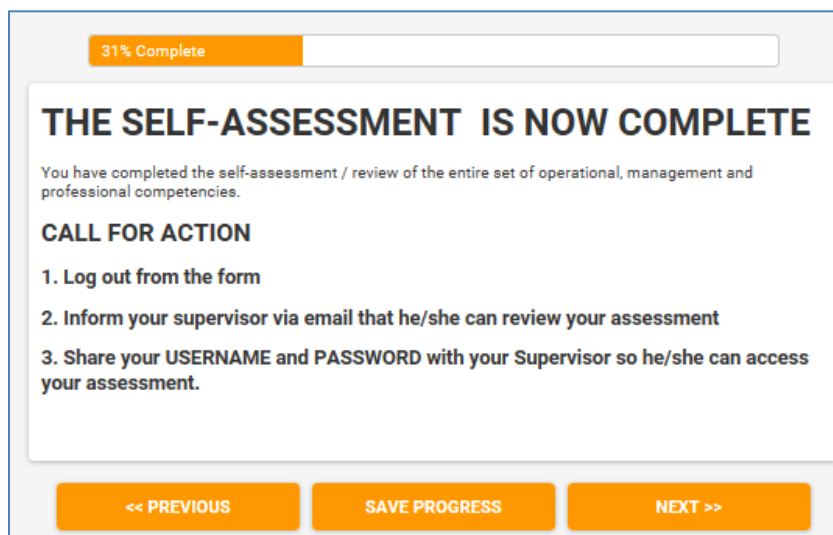 31% Complete
THE SELF-ASSESSMENT IS NOW COMPLETE
You have completed the self-assessment / review of the entire set of operational, management and
professional competencies.
CALL FOR ACTION
1. Log out from the form
2. Inform your supervisor via email that he/she can review your assessment
3. Share your USERNAME and PASSWORD with your Supervisor so he/she can access
your assessment.
<< PREVIOUS
SAVE PROGRESS
NEXT >>